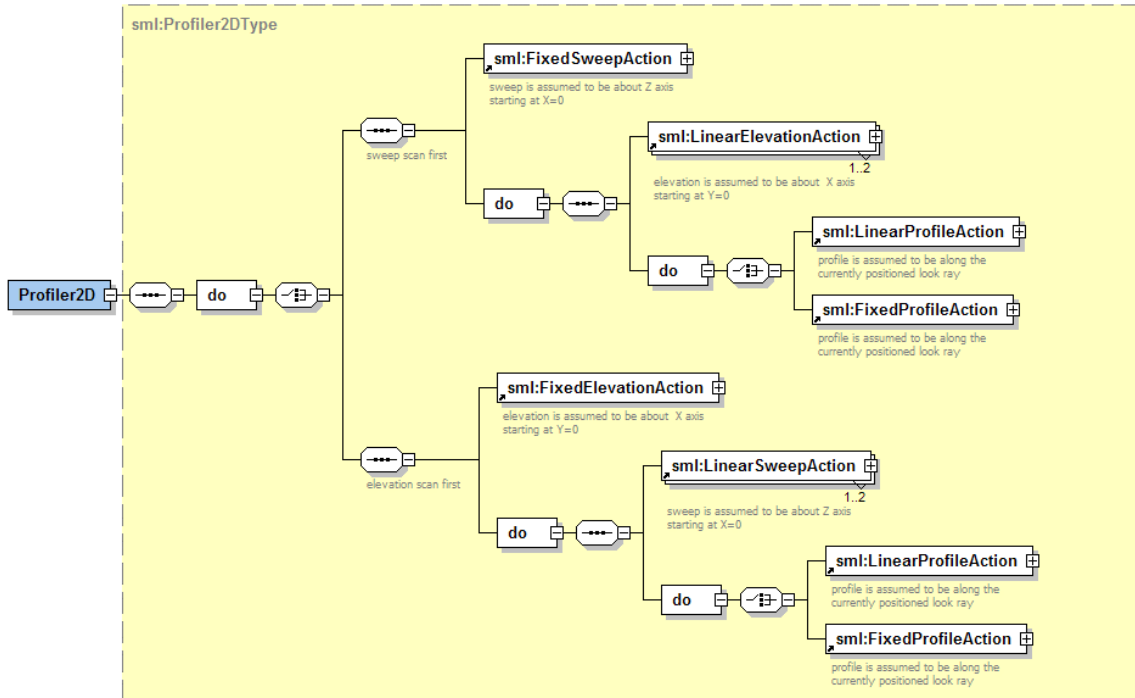 sml:Profiler2DType
sml:FixedSweepAction
sweep is assumed to be about Z axis
starting at X=0
sweep scan first
sml:LinearElevationAction
1..2
elevation is assumed to be about  X axis
starting at Y=0
do
sml:LinearProfileAction
profile is assumed to be along the
currently positioned look ray
do
sml:FixedProfileAction
profile is assumed to be along the
currently positioned look ray
Profiler2D
do
sml:FixedElevationAction
elevation is assumed to be about  X axis
starting at Y=0
elevation scan first
sml:LinearSweepAction
1..2
sweep is assumed to be about Z axis
starting at X=0
do
sml:LinearProfileAction
profile is assumed to be along the
currently positioned look ray
do
sml:FixedProfileAction
profile is assumed to be along the
currently positioned look ray